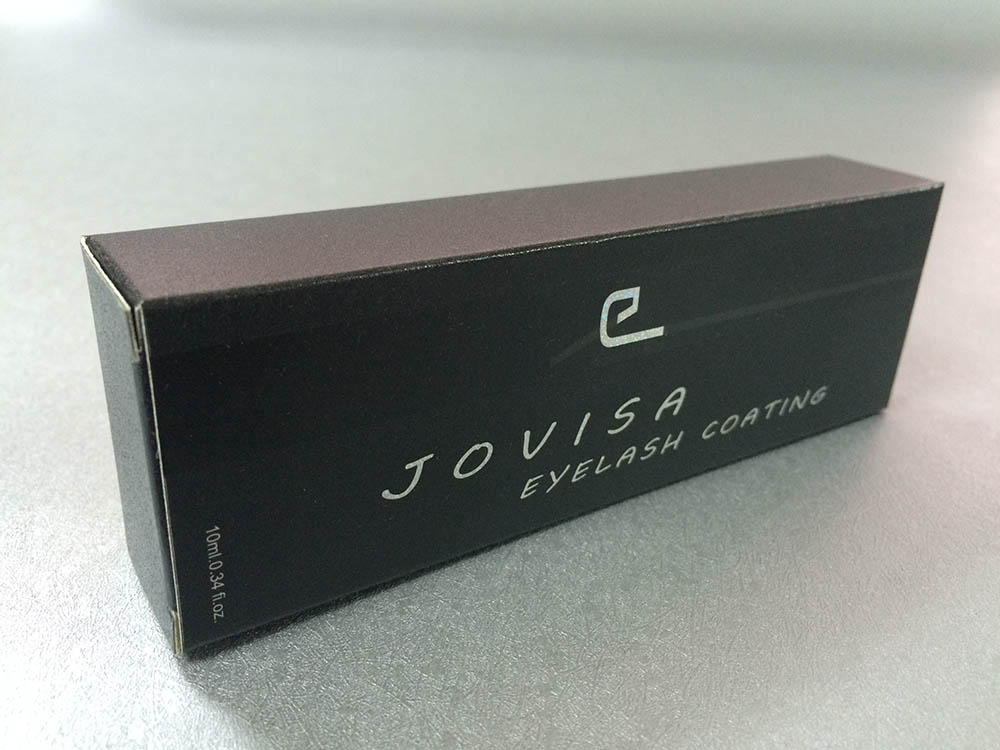 JOVISA
EYELASH COATING
10ml.0.34 fl.oz.